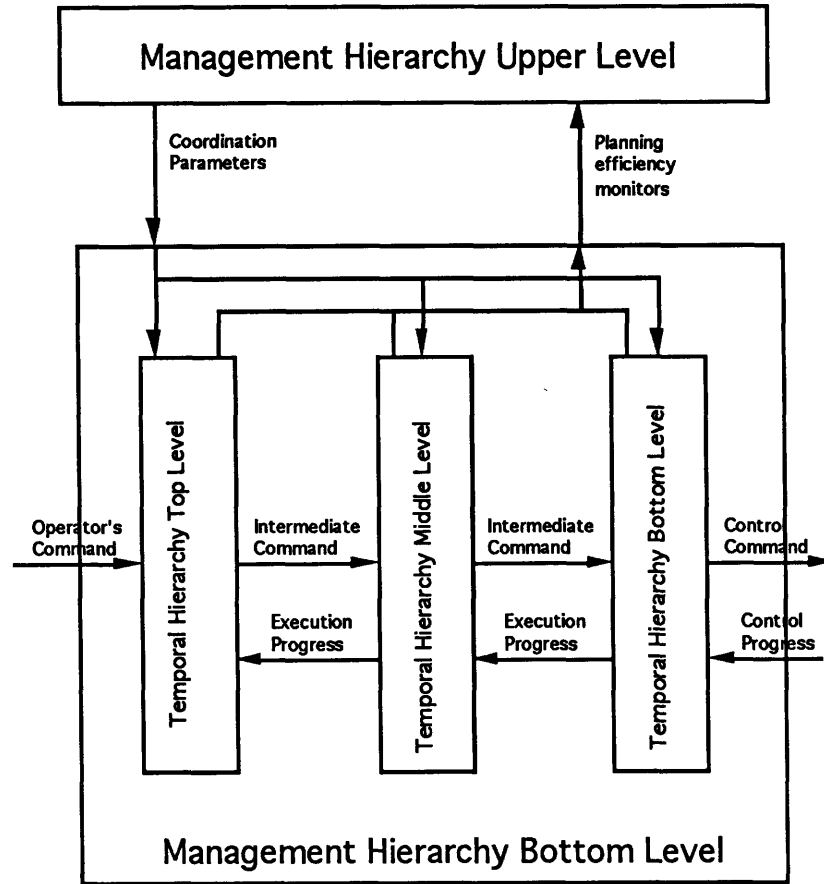 Management Hierarchy Upper Level
Coordination
Parameters
Planning
efficiency
monitors
Temporal Hierarchy Top Level
Temporal Hierarchy Middle Level
Temporal Hierarchy Bottom Level
Operator's
Command
Intermediate
Command
Intermediate
Command
Control
Command
Execution
Progress
Execution
Progress
Control
Progress
Management Hierarchy Bottom Level